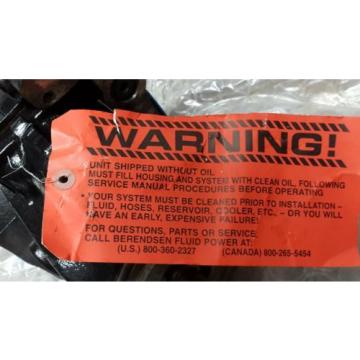 WARNING!
UNIT SHIPPED WITHOUT OIL.
MUST FILL HOUSING AND SYSTEM WITH CLEAN OIL, FOLLOWING
SERVICE MANUAL PROCEDURES BEFORE OPERATING
• YOUR SYSTEM MUST BE CLEANED PRIOR TO INSTALLATION –
FLUID, HOSES, RESERVOIR, COOLER, ETC., – OR YOU WILL
HAVE AN EARLY, EXPENSIVE FAILURE!
FOR QUESTIONS, PARTS OR SERVICE,
CALL BERENDSEN FLUID POWER AT:
(U.S.) 800-360-2327 (CANADA) 800-265-5454